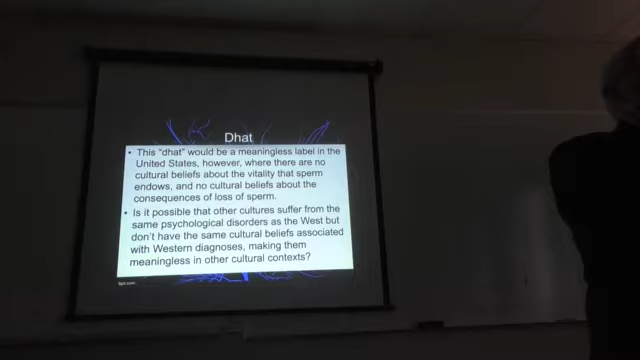 Dhat
• This "dhat" would be a meaningless label in the
United States, however, where there are no
cultural beliefs about the vitality that sperm
endows, and no cultural beliefs about the
consequences of loss of sperm.
• Is it possible that other cultures suffer from the
same psychological disorders as the West but
don't have the same cultural beliefs associated
with Western diagnoses, making them
meaningless in other cultural contexts?
fppt.com